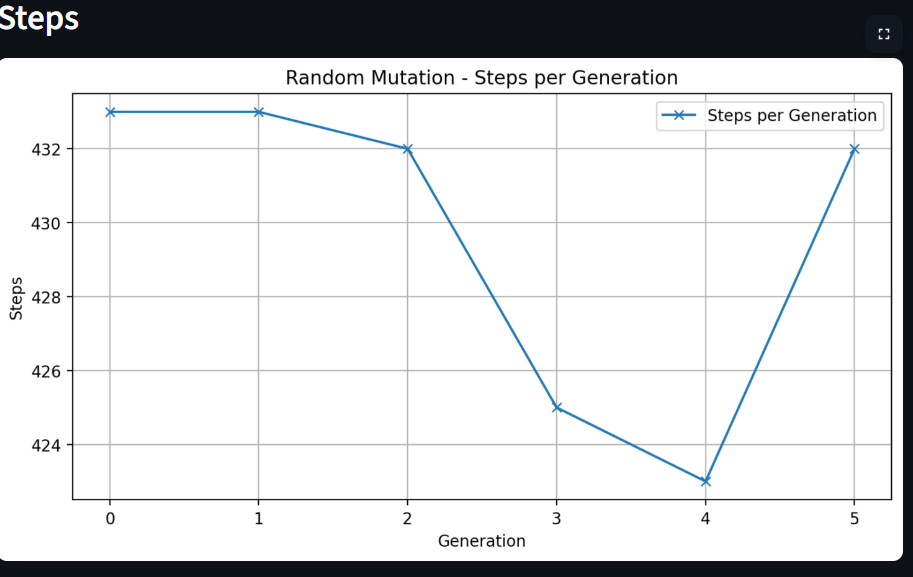 Steps
Random Mutation - Steps per Generation
Steps per Generation
432
430
428
426
424
Steps
0 1 2 3 4 5
Generation